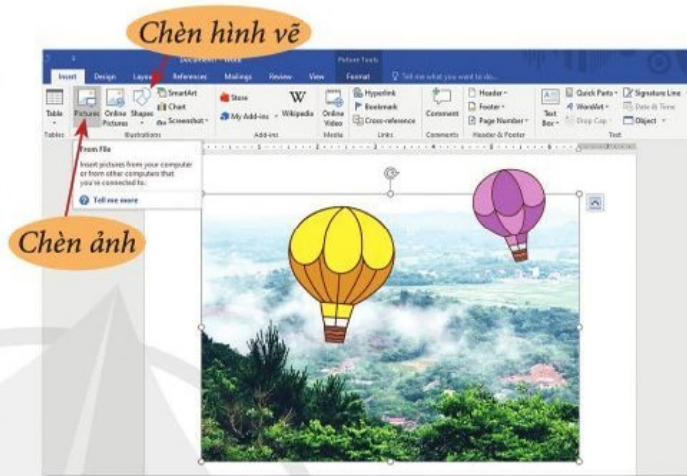 Chèn hình vẽ
Document1 - Word
Picture Tools
Insert Design Layout References Mailings Review View Format Tell me what you want to do...
Table
Pictures
Online Pictures
Shapes
SmartArt
Chart
Screenshot
Store
My Add-ins
Wikipedia
Online Video
Hyperlink
Bookmark
Cross-reference
Comment
Header
Footer
Page Number
Text Box
Quick Parts
WordArt
Drop Cap
Signature Line
Date & Time
Object
Tables Illustrations Add-ins Media Links Comments Header & Footer Text
From File
Insert pictures from your computer
or from other computers that
you're connected to.
Tell me more
Chèn ảnh